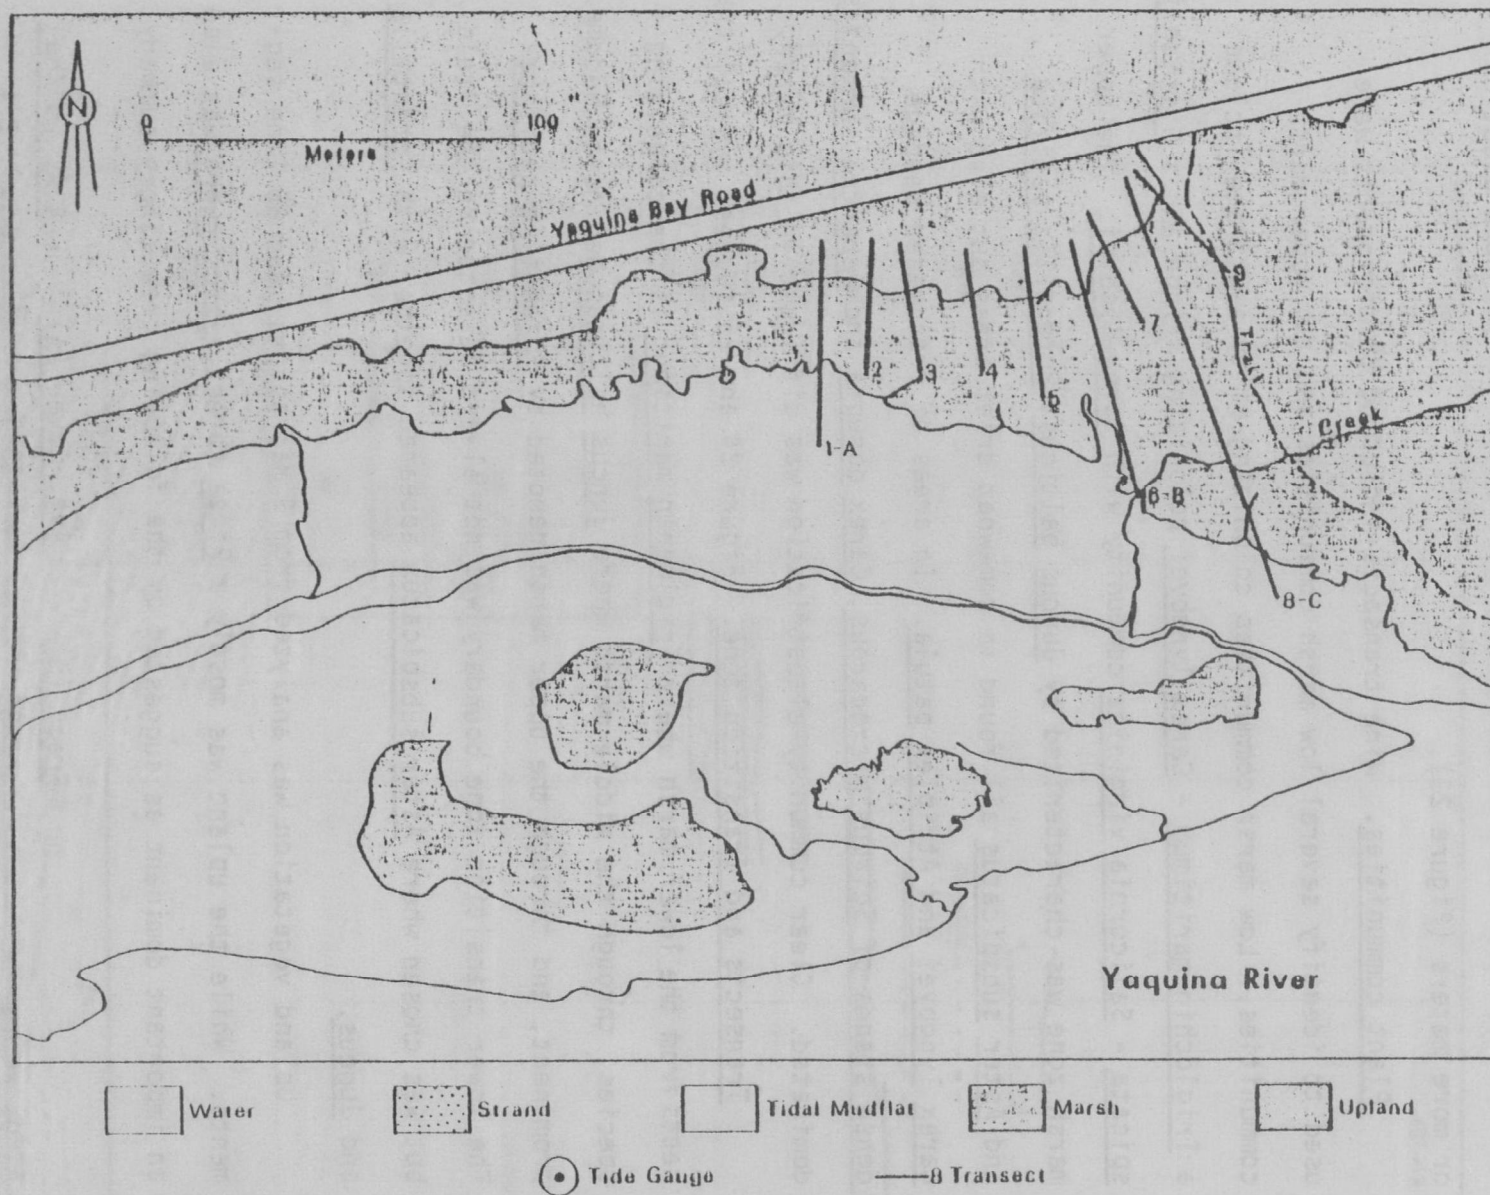 N
0 100
Meters
Yaquina Bay Road
9
7
Trail
2 3 4
5
Creek
1-A
6-B
8-C
Yaquina River
Water Strand Tidal Mudflat Marsh Upland
Tide Gauge 8 Transect